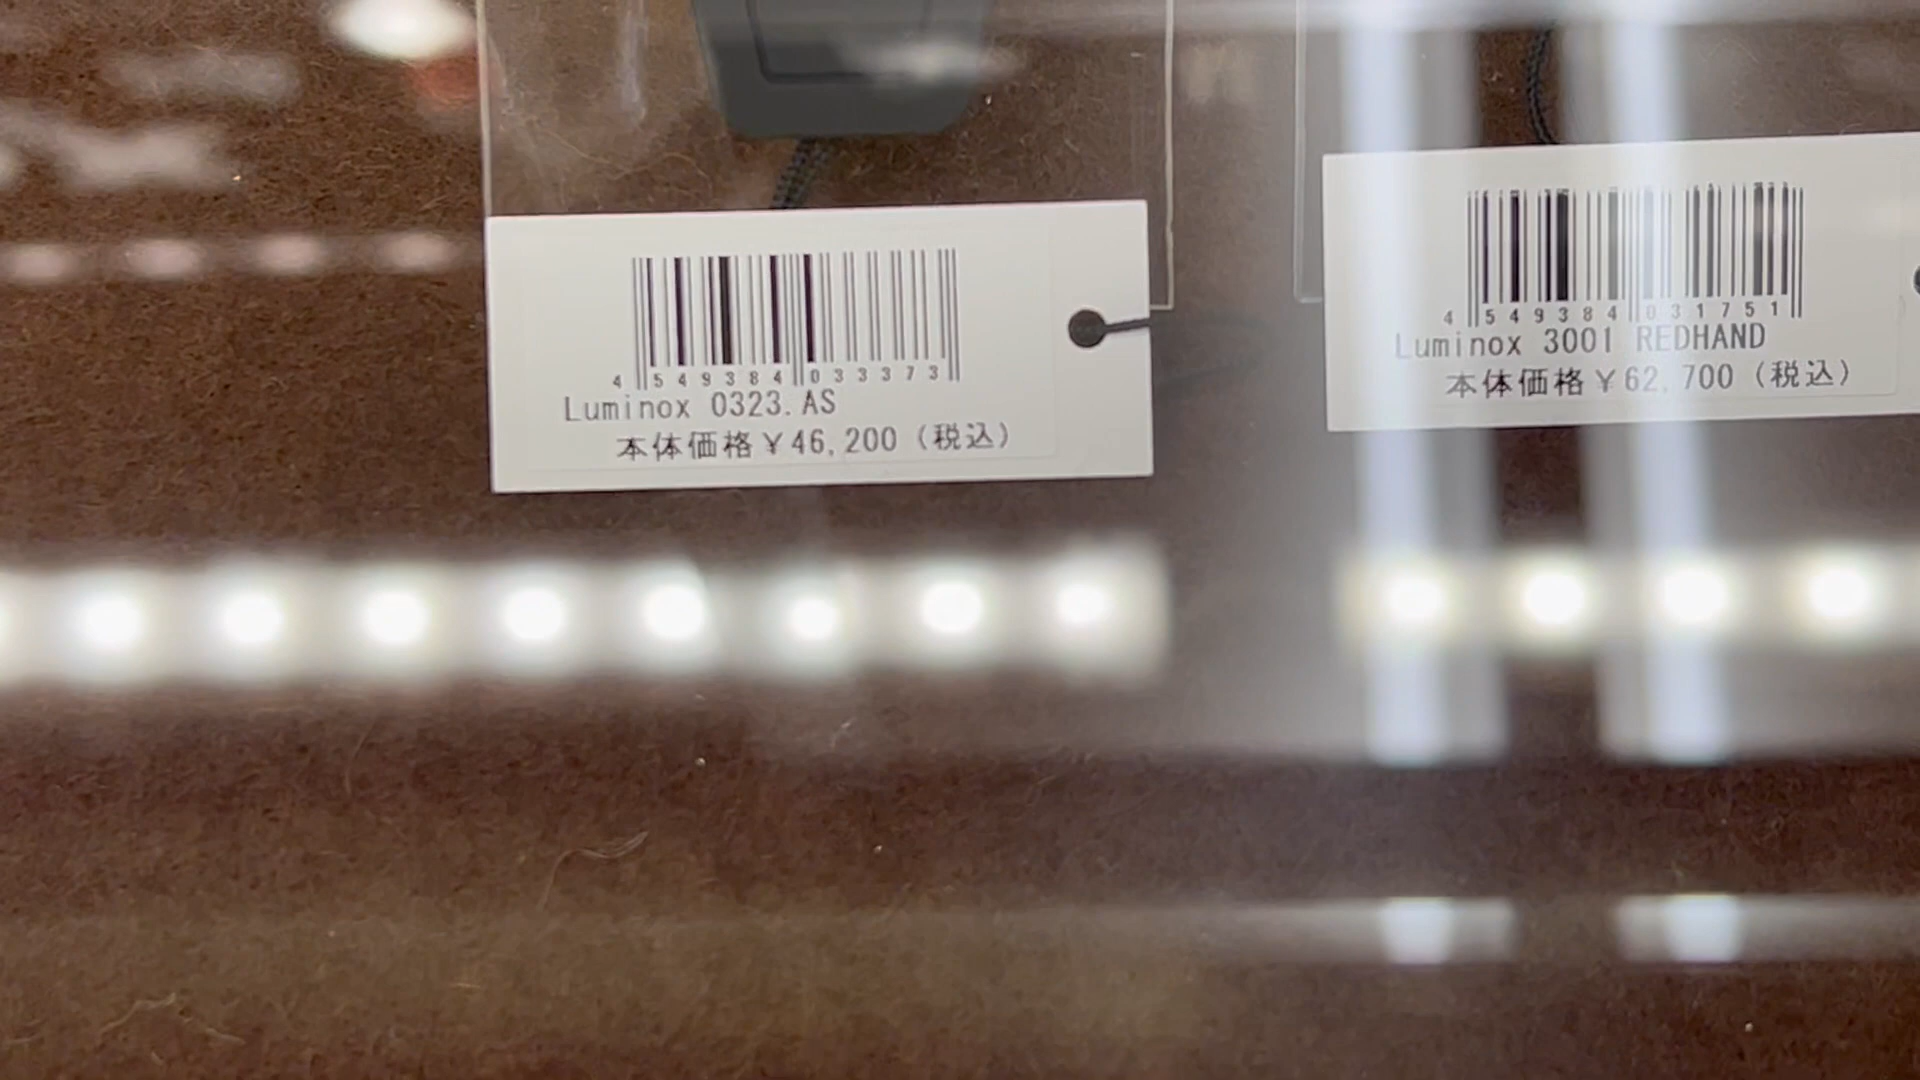 4 549384 033373
Luminox 0323.AS
本体価格￥46,200（税込）
4 549384 031751
Luminox 3001 REDHAND
本体価格￥62,700（税込）